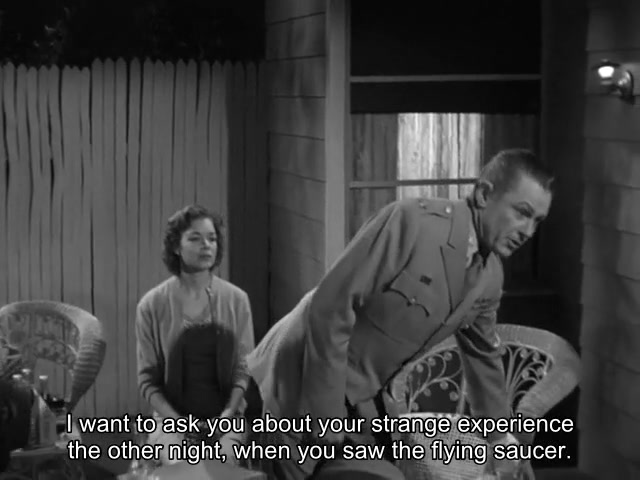 I want to ask you about your strange experience
the other night, when you saw the flying saucer.